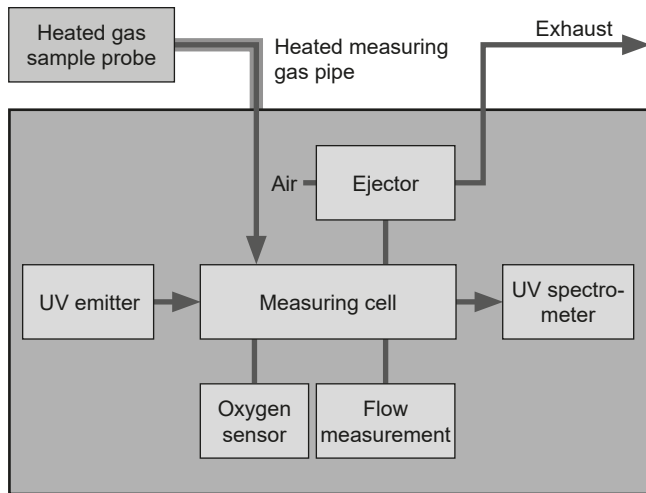 Heated gas
sample probe
Heated measuring
gas pipe
Exhaust
Air
Ejector
UV emitter
Measuring cell
UV spectro-
meter
Oxygen
sensor
Flow
measurement